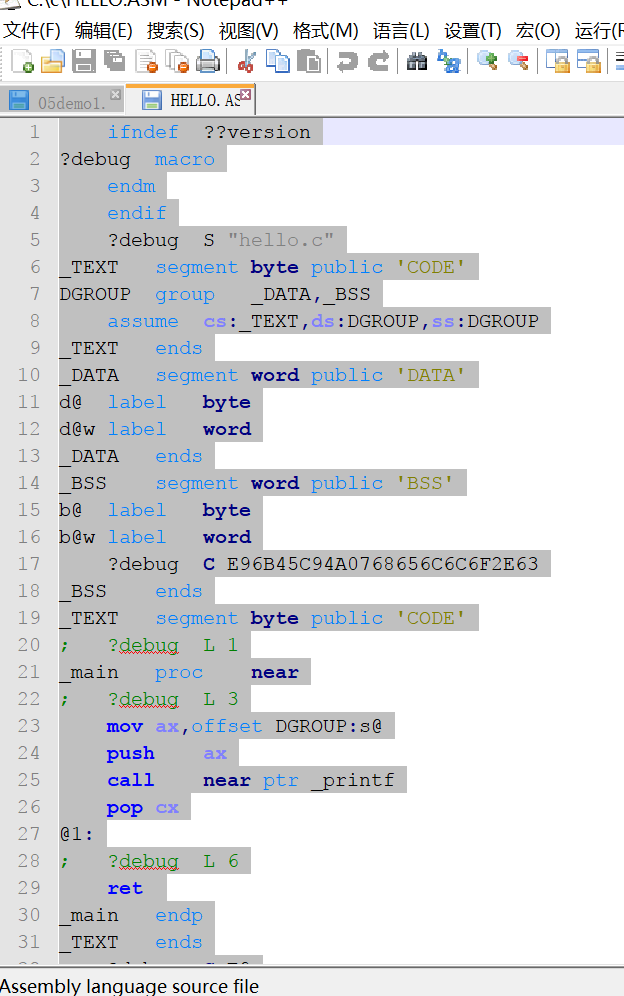 C:\c\HELLO.ASM - Notepad++
文件(F) 编辑(E) 搜索(S) 视图(V) 格式(M) 语言(L) 设置(T) 宏(O) 运行(R
05demo1. HELLO.AS
1 ifndef ??version
2 ?debug macro
3 endm
4 endif
5 ?debug S "hello.c"
6 _TEXT segment byte public 'CODE'
7 DGROUP group _DATA,_BSS
8 assume cs:_TEXT,ds:DGROUP,ss:DGROUP
9 _TEXT ends
10 _DATA segment word public 'DATA'
11 d@ label byte
12 d@w label word
13 _DATA ends
14 _BSS segment word public 'BSS'
15 b@ label byte
16 b@w label word
17 ?debug C E96B45C94A0768656C6C6F2E63
18 _BSS ends
19 _TEXT segment byte public 'CODE'
20 ; ?debug L 1
21 _main proc near
22 ; ?debug L 3
23 mov ax,offset DGROUP:s@
24 push ax
25 call near ptr _printf
26 pop cx
27 @1:
28 ; ?debug L 6
29 ret
30 _main endp
31 _TEXT ends
Assembly language source file